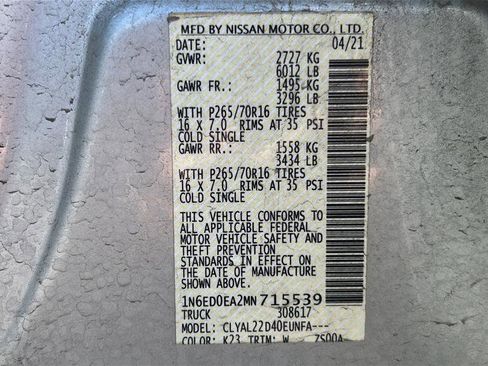 MFD BY NISSAN MOTOR CO., LTD.
DATE: 04/21
GVWR: 2727 KG
6012 LB
GAWR FR.: 1495 KG
3296 LB
WITH P265/70R16 TIRES
16 X 7.0 RIMS AT 35 PSI
COLD SINGLE
GAWR RR.: 1558 KG
3434 LB
WITH P265/70R16 TIRES
16 X 7.0 RIMS AT 35 PSI
COLD SINGLE
THIS VEHICLE CONFORMS TO
ALL APPLICABLE FEDERAL
MOTOR VEHICLE SAFETY AND
THEFT PREVENTION
STANDARDS IN EFFECT ON
THE DATE OF MANUFACTURE
SHOWN ABOVE.
1N6ED0EA2MN715539
TRUCK 308617
MODEL: CLYAL22D40EUNFA---
COLOR: K23 TRIM: W 7S00A-